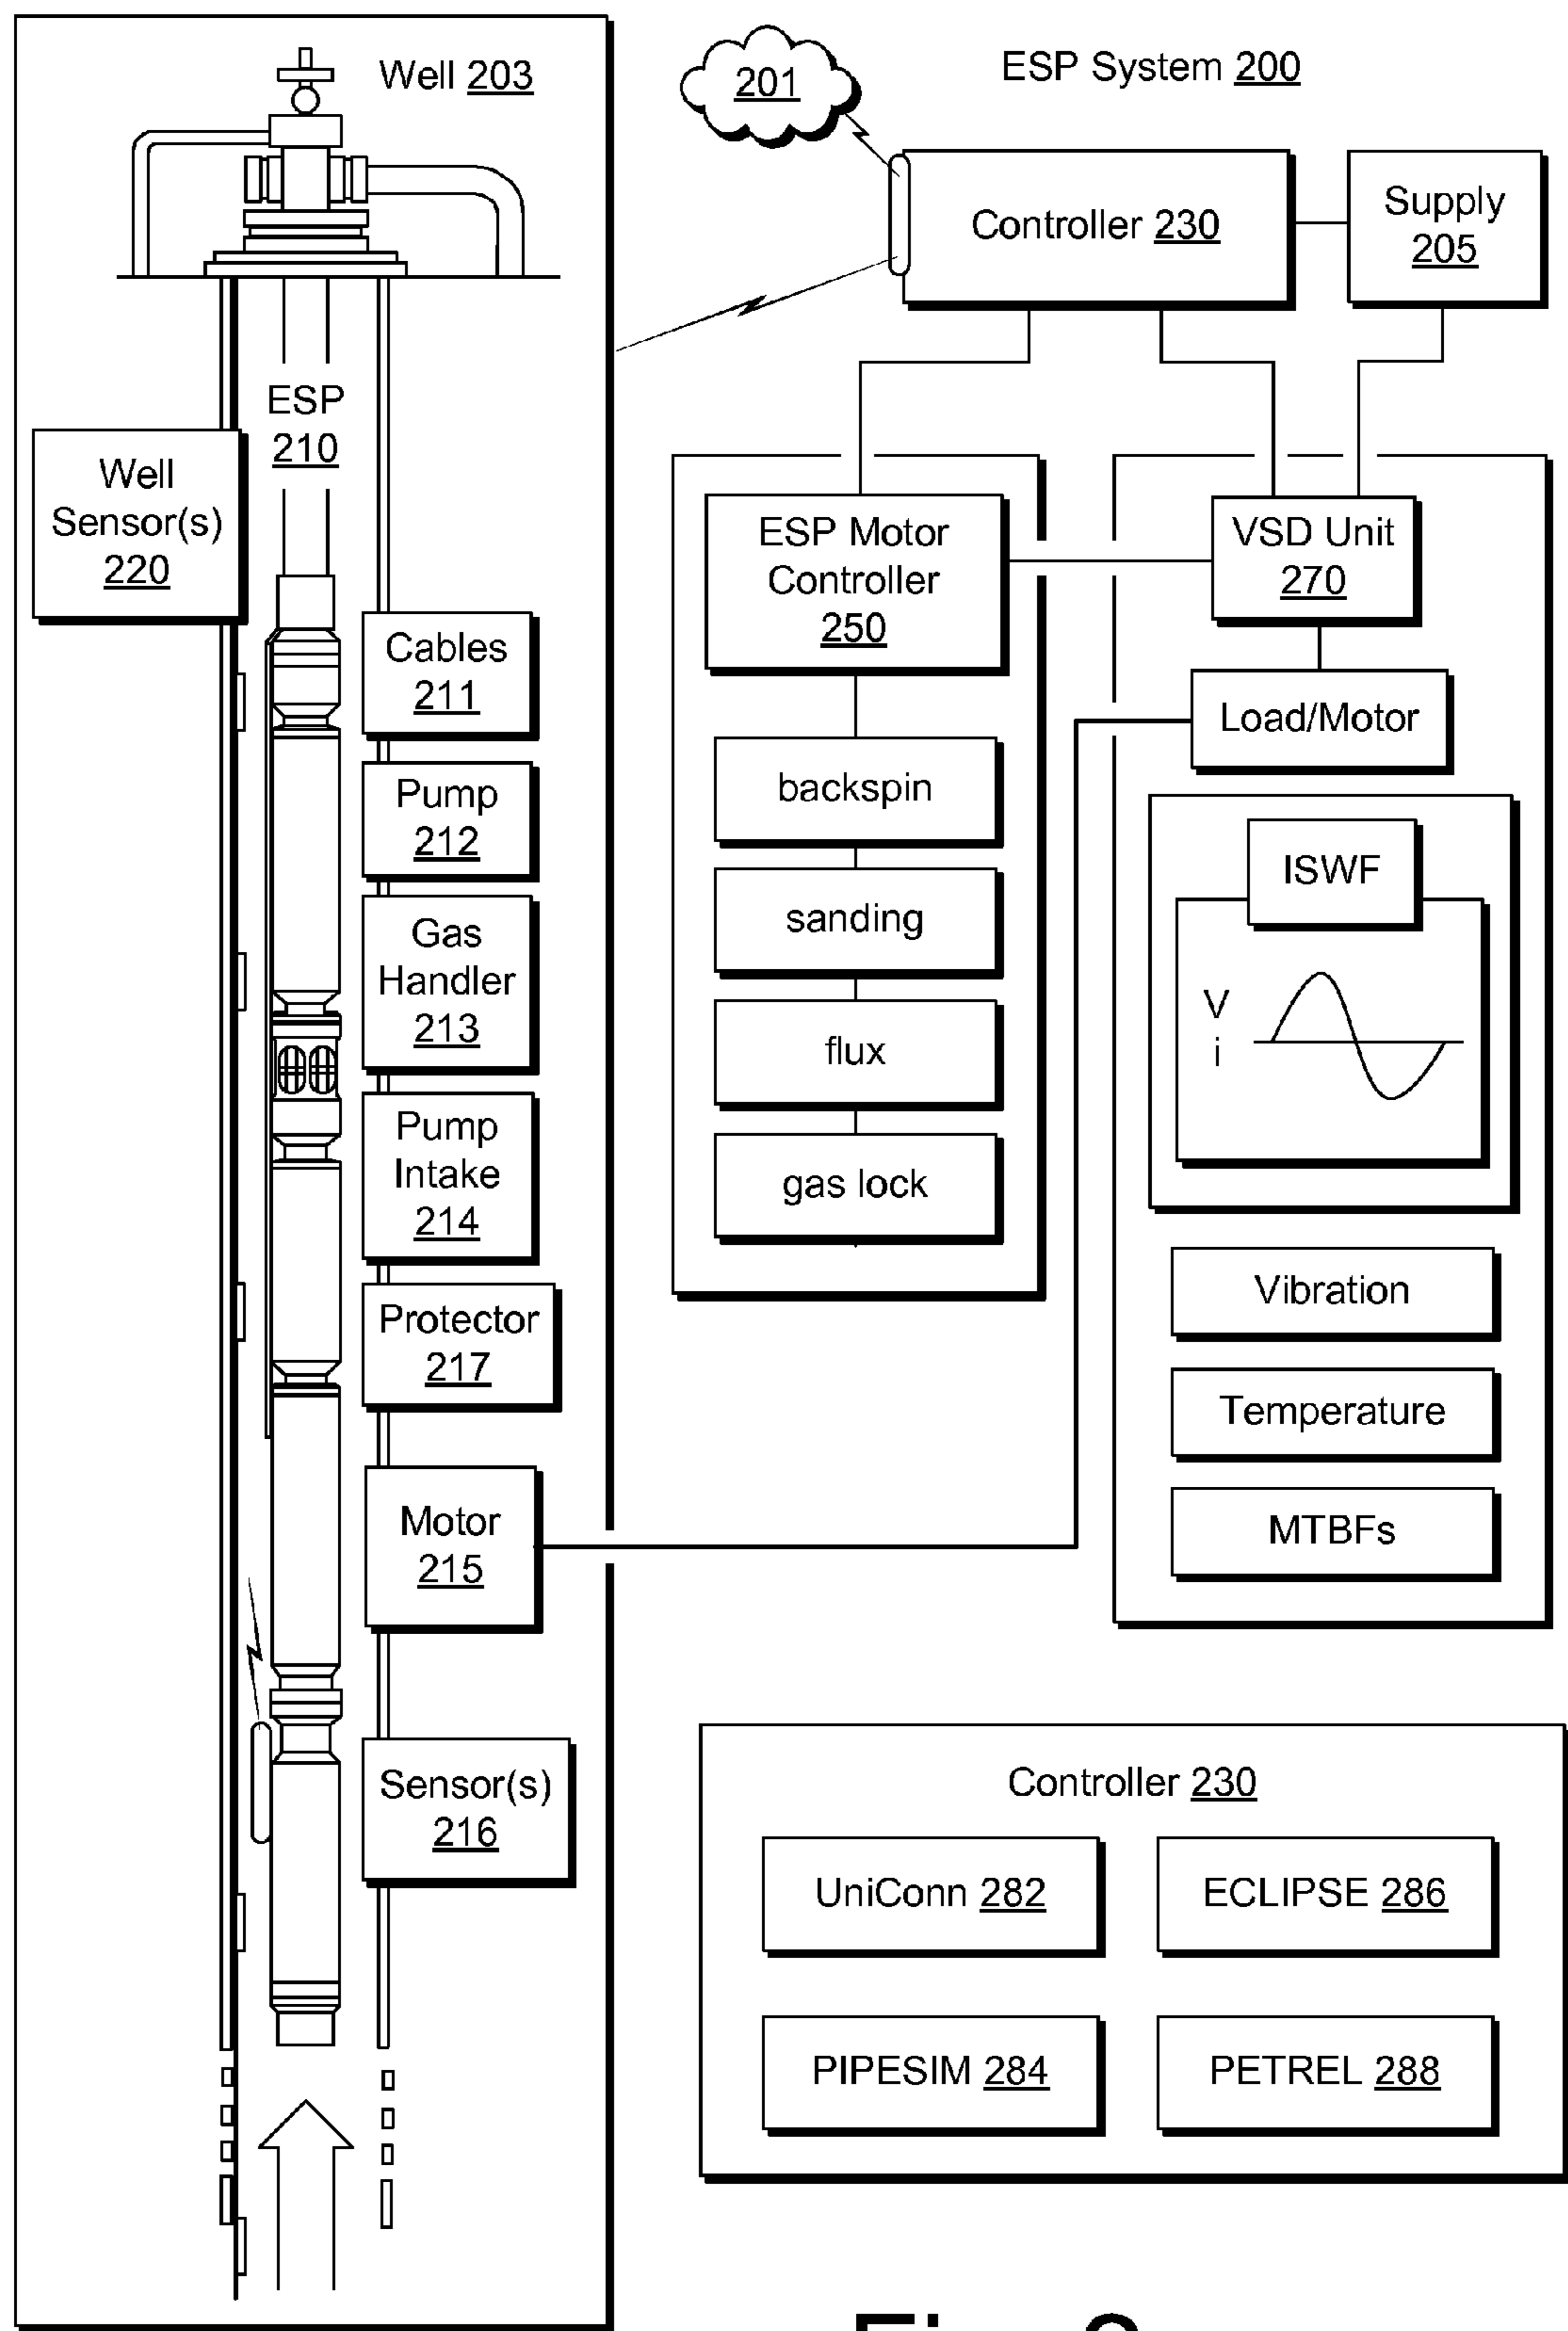 Well 203
201
ESP System 200
Controller 230
Supply
205
ESP
210
Well
Sensor(s)
220
Cables
211
Pump
212
Gas
Handler
213
Pump
Intake
214
Protector
217
Motor
215
Sensor(s)
216
ESP Motor
Controller
250
backspin
sanding
flux
gas lock
VSD Unit
270
Load/Motor
ISWF
V
i
Vibration
Temperature
MTBFs
Controller 230
UniConn 282
ECLIPSE 286
PIPESIM 284
PETREL 288